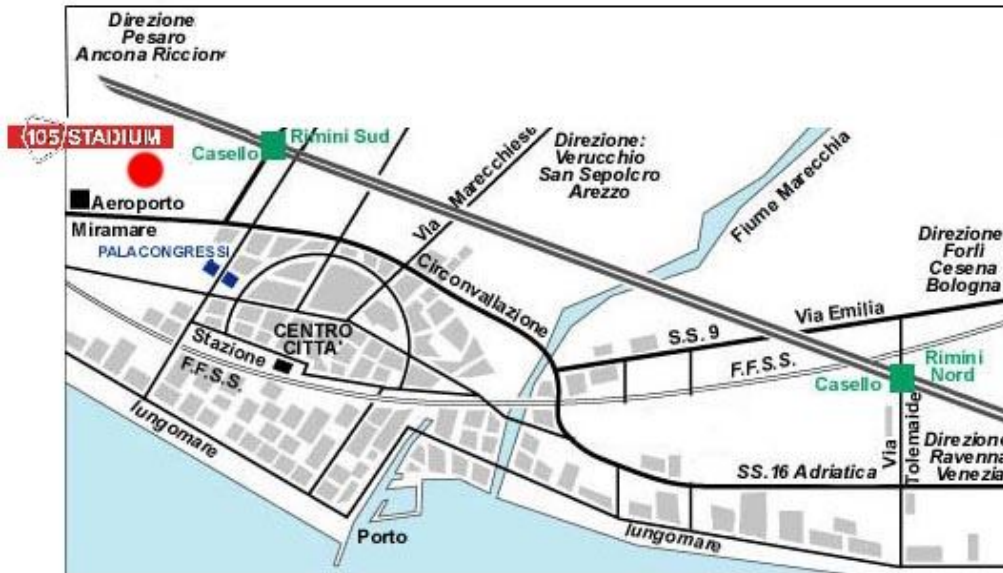 Direzione
Pesaro
Ancona Riccione
105 STADIUM
Rimini Sud
Casello
Aeroporto
Miramare
PALACONGRESSI
Via Marecchiese
Direzione:
Verucchio
San Sepolcro
Arezzo
Fiume Marecchia
Circonvallazione
Direzione
Forlì
Cesena
Bologna
Via Emilia
S.S. 9
F.F.S.S.
CENTRO
CITTA'
Stazione
F.F.S.S.
Rimini
Nord
Casello
lungomare
Via Tolemaide
Direzione
Ravenna
Venezia
SS.16 Adriatica
Porto
lungomare